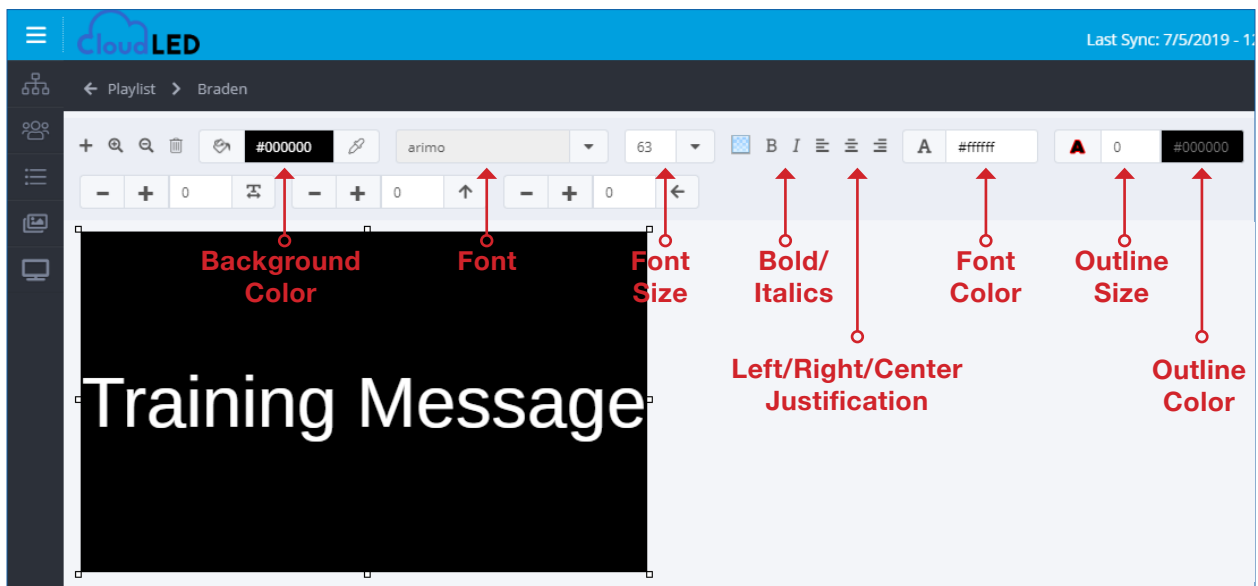 CloudLED
Last Sync: 7/5/2019 -
Playlist Braden
#000000 arimo 63 B I A #ffffff A 0 #000000
0 0 0
Background Color
Font
Font Size
Bold/Italics
Font Color
Outline Size
Left/Right/Center Justification
Outline Color
Training Message